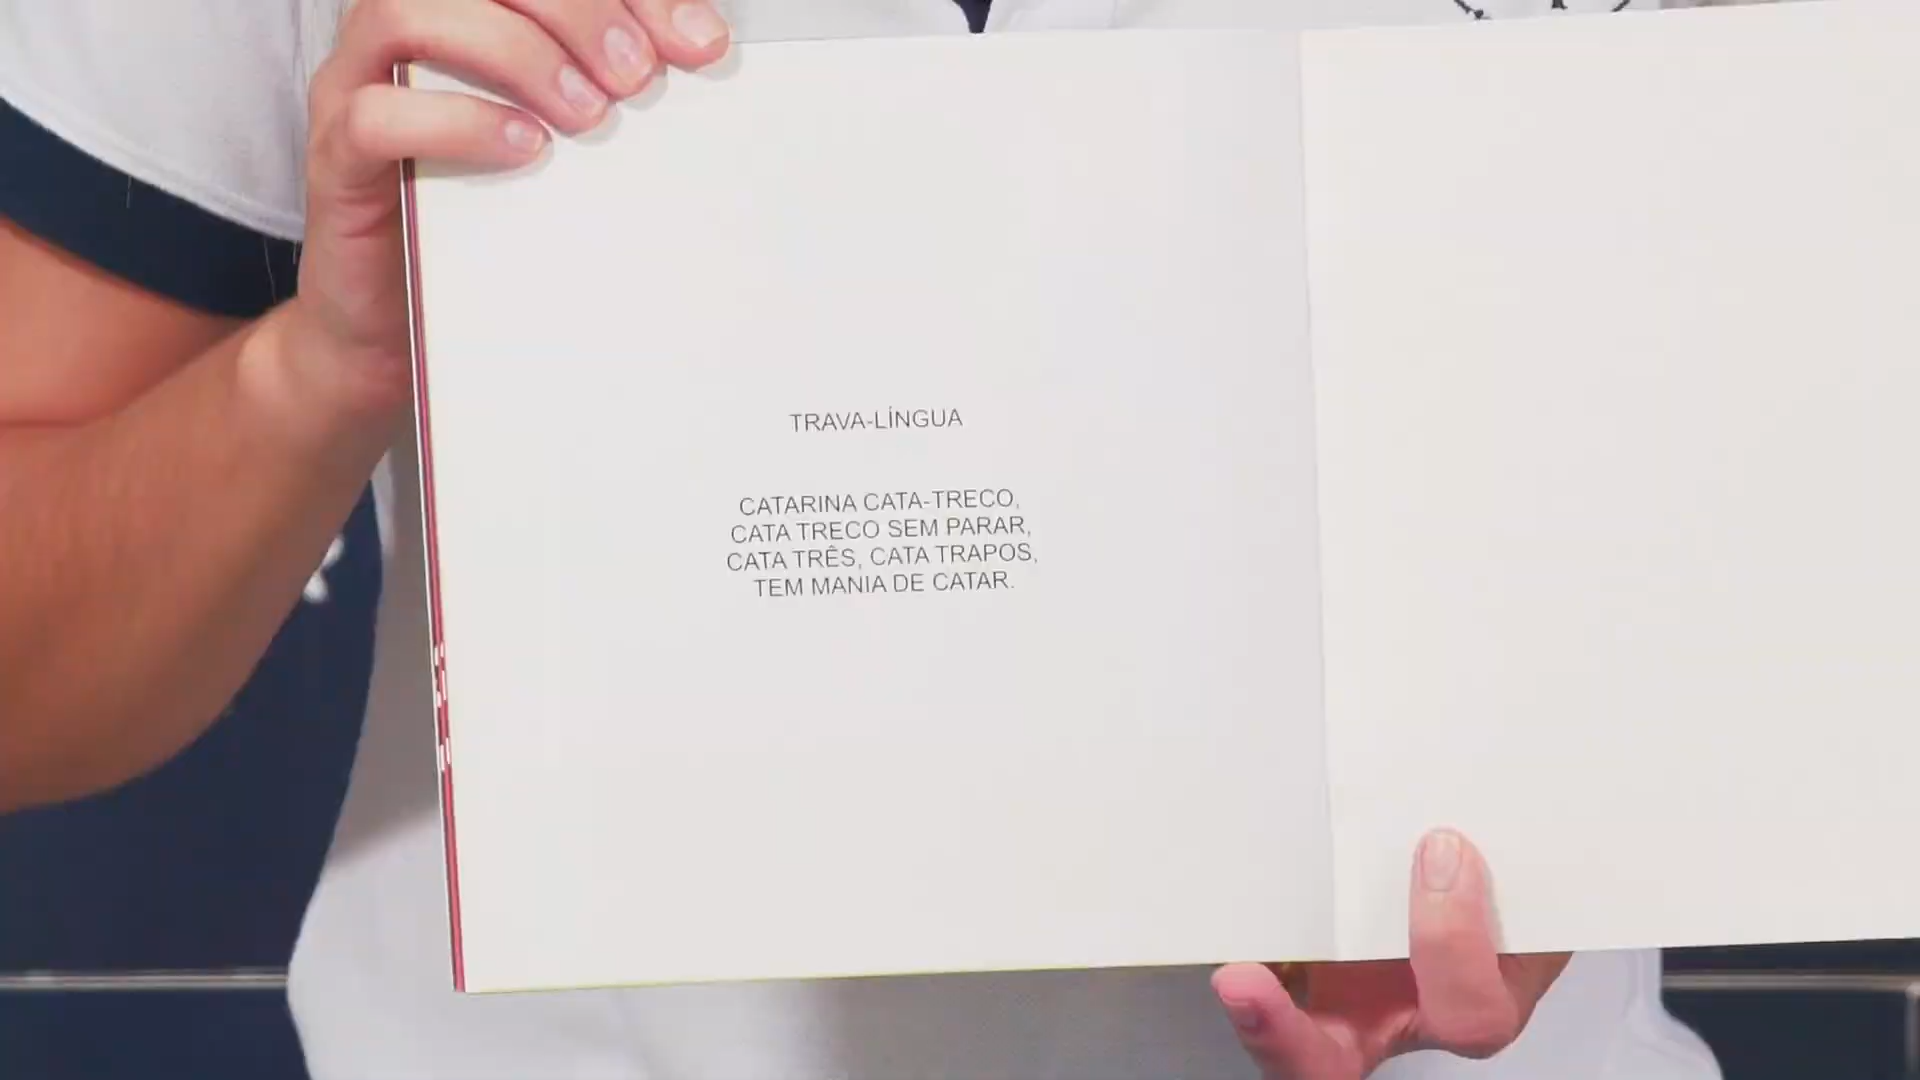 TRAVA-LÍNGUA
CATARINA CATA-TRECO,
CATA TRECO SEM PARAR,
CATA TRÊS, CATA TRAPOS,
TEM MANIA DE CATAR.